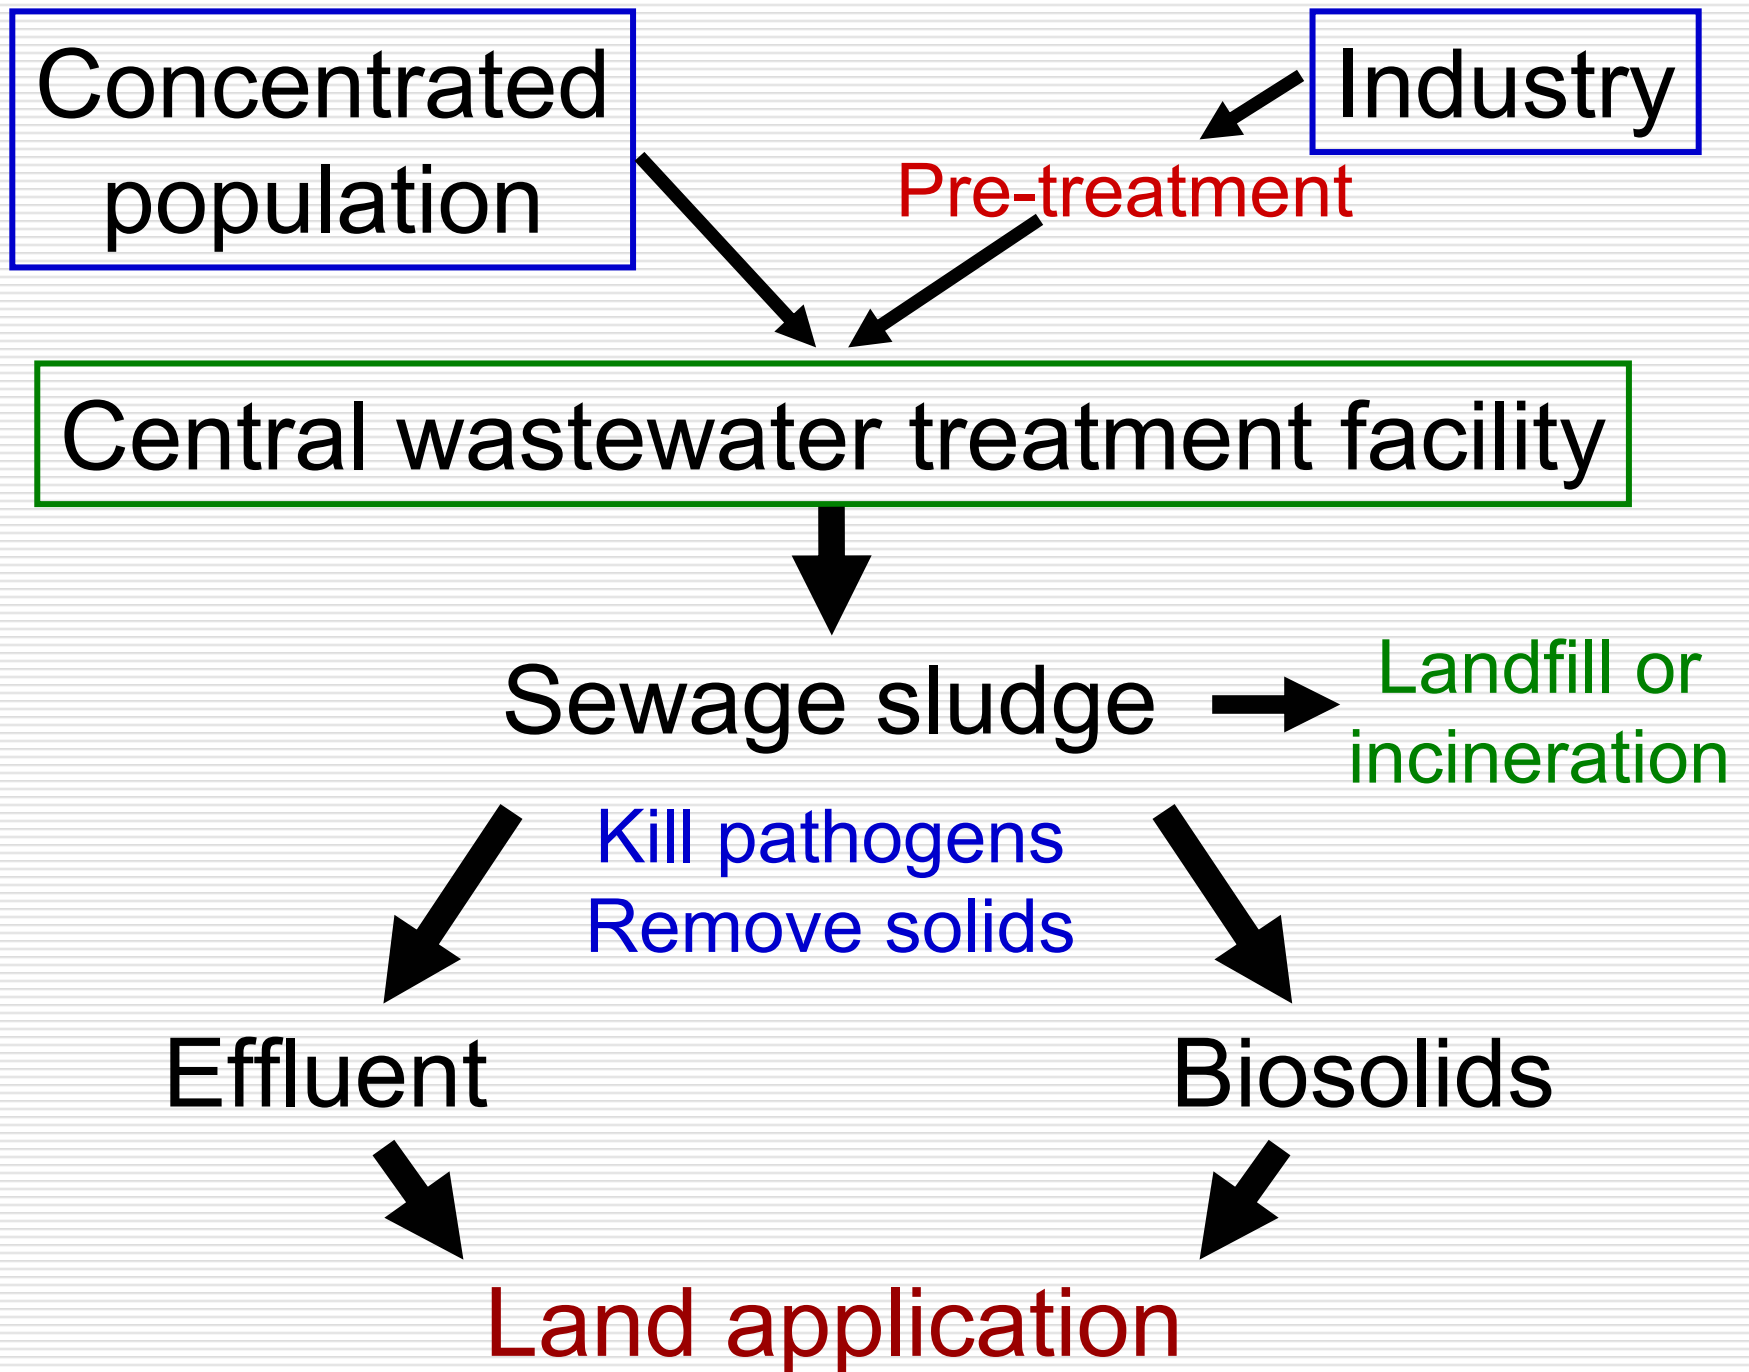 Concentrated
population
Industry
Pre-treatment
Central wastewater treatment facility
Sewage sludge
Landfill or
incineration
Kill pathogens
Remove solids
Effluent
Biosolids
Land application